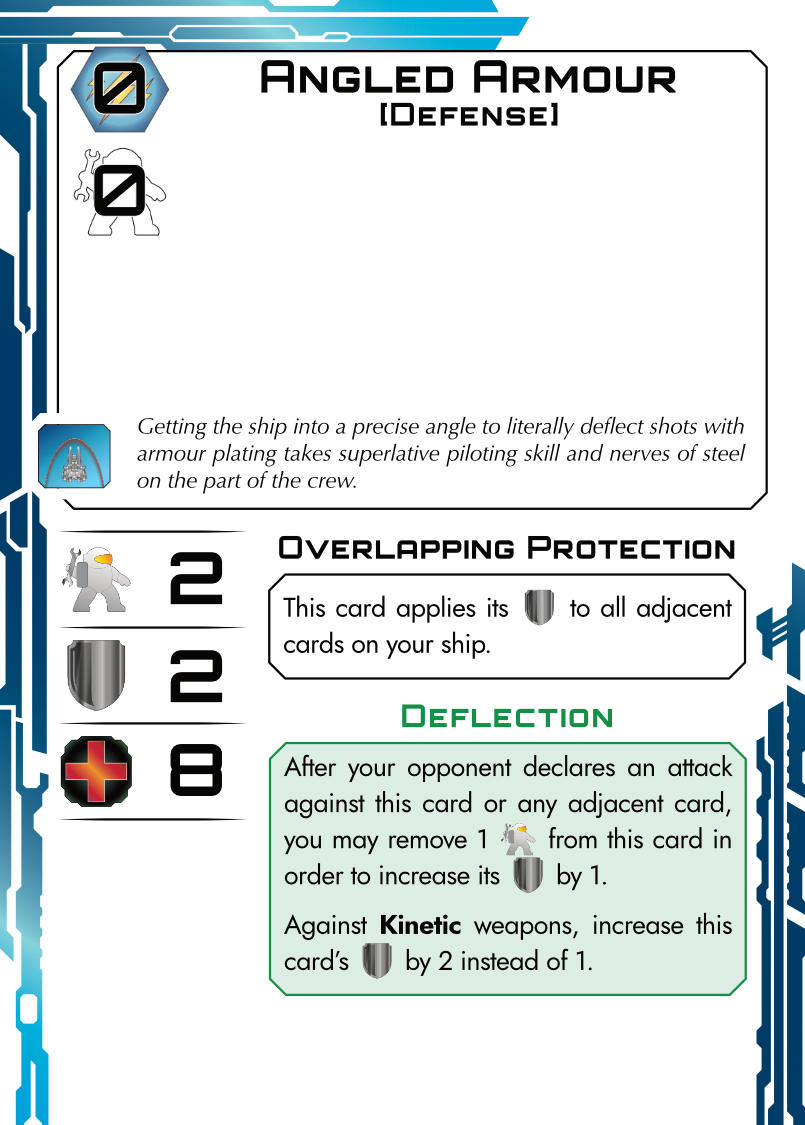 0
ANGLED ARMOUR
[DEFENSE]
0
Getting the ship into a precise angle to literally deflect shots with
armour plating takes superlative piloting skill and nerves of steel
on the part of the crew.
2
2
8
OVERLAPPING PROTECTION
This card applies its to all adjacent
cards on your ship.
DEFLECTION
After your opponent declares an attack
against this card or any adjacent card,
you may remove 1 from this card in
order to increase its by 1.
Against Kinetic weapons, increase this
card's by 2 instead of 1.